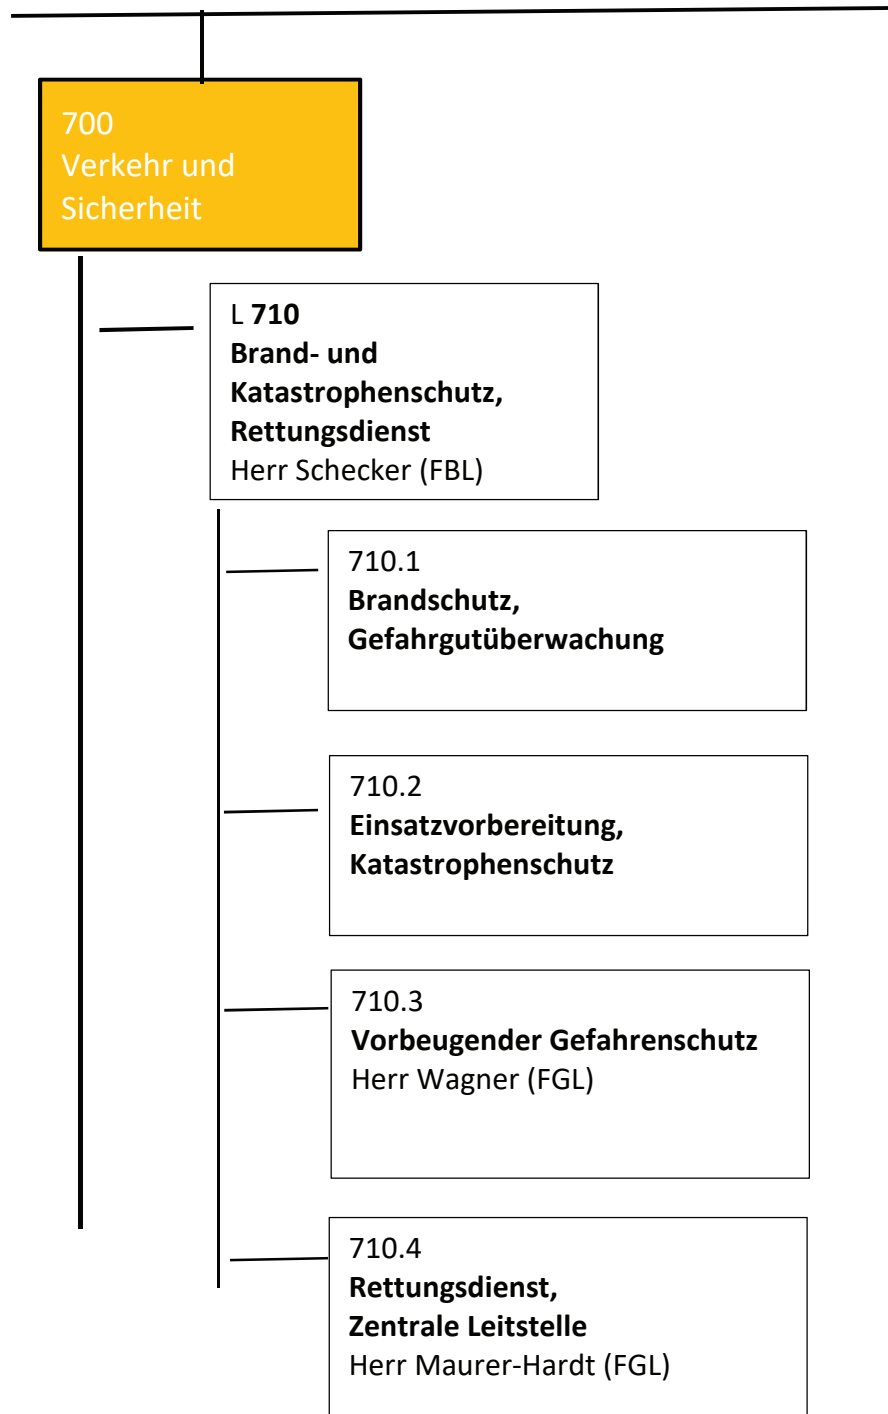 700
Verkehr und
Sicherheit
L 710
Brand- und
Katastrophenschutz,
Rettungsdienst
Herr Schecker (FBL)
710.1
Brandschutz,
Gefahrgutüberwachung
710.2
Einsatzvorbereitung,
Katastrophenschutz
710.3
Vorbeugender Gefahrenschutz
Herr Wagner (FGL)
710.4
Rettungsdienst,
Zentrale Leitstelle
Herr Maurer-Hardt (FGL)